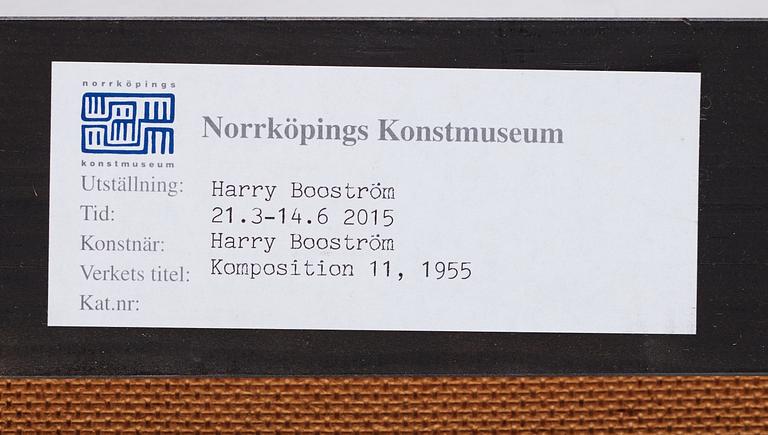 norrköpings
konstmuseum
Norrköpings Konstmuseum
Utställning: Harry Booström
Tid: 21.3-14.6 2015
Konstnär: Harry Booström
Verkets titel: Komposition 11, 1955
Kat.nr: